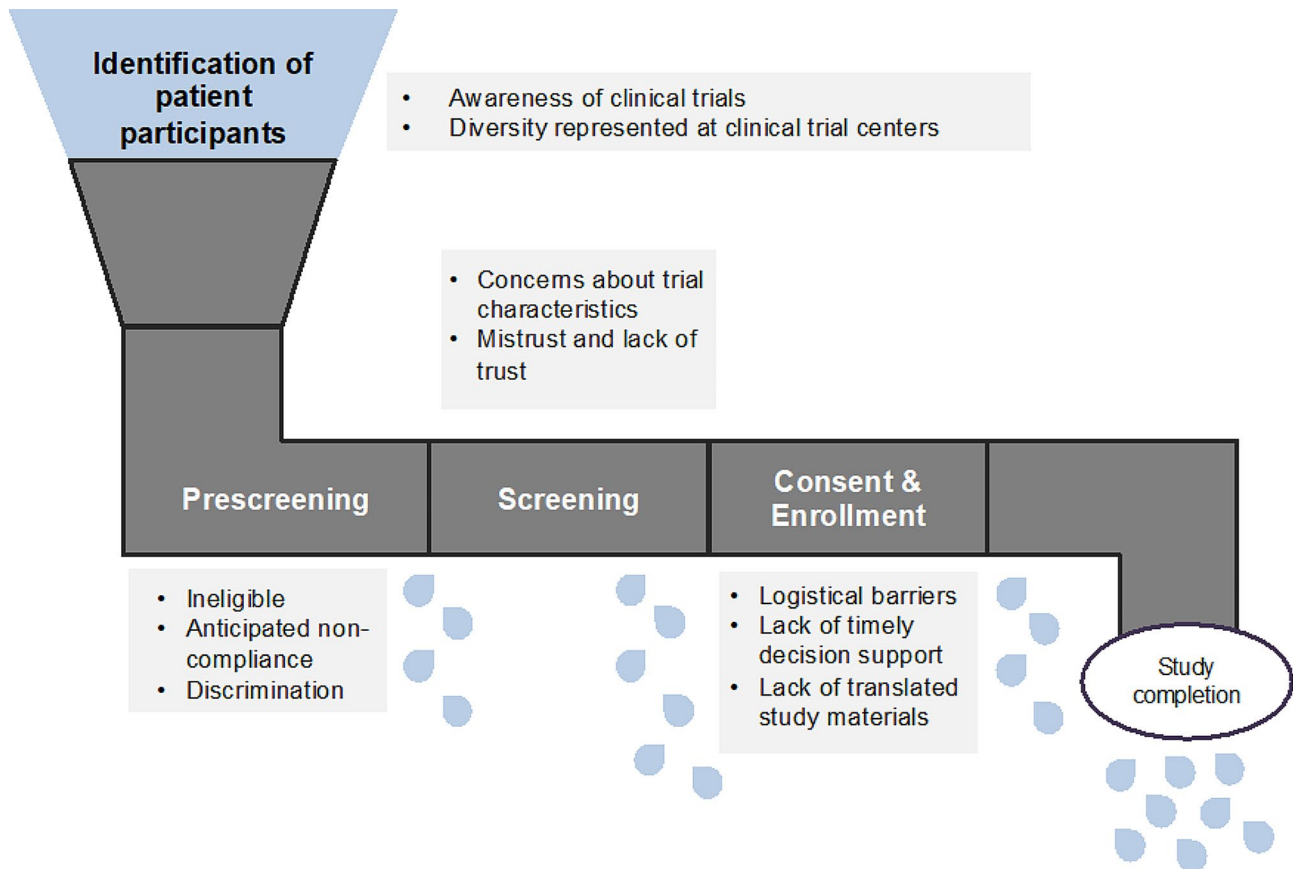 Identification of
patient
participants
• Awareness of clinical trials
• Diversity represented at clinical trial centers
• Concerns about trial
characteristics
• Mistrust and lack of
trust
Prescreening
Screening
Consent &
Enrollment
• Ineligible
• Anticipated non-
compliance
• Discrimination
• Logistical barriers
• Lack of timely
decision support
• Lack of translated
study materials
Study
completion